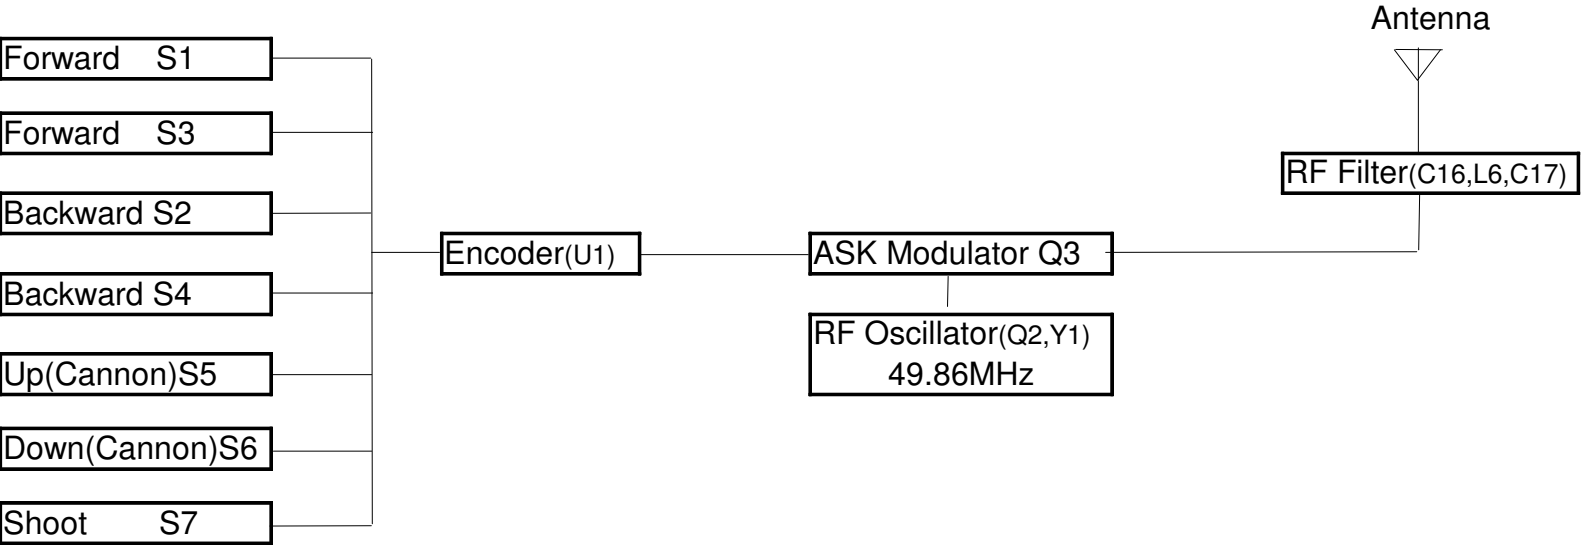 Antenna
Forward S1
Forward S3
RF Filter(C16,L6,C17)
Backward S2
Encoder(U1)
ASK Modulator Q3
Backward S4
RF Oscillator(Q2,Y1)
49.86MHz
Up(Cannon)S5
Down(Cannon)S6
Shoot S7